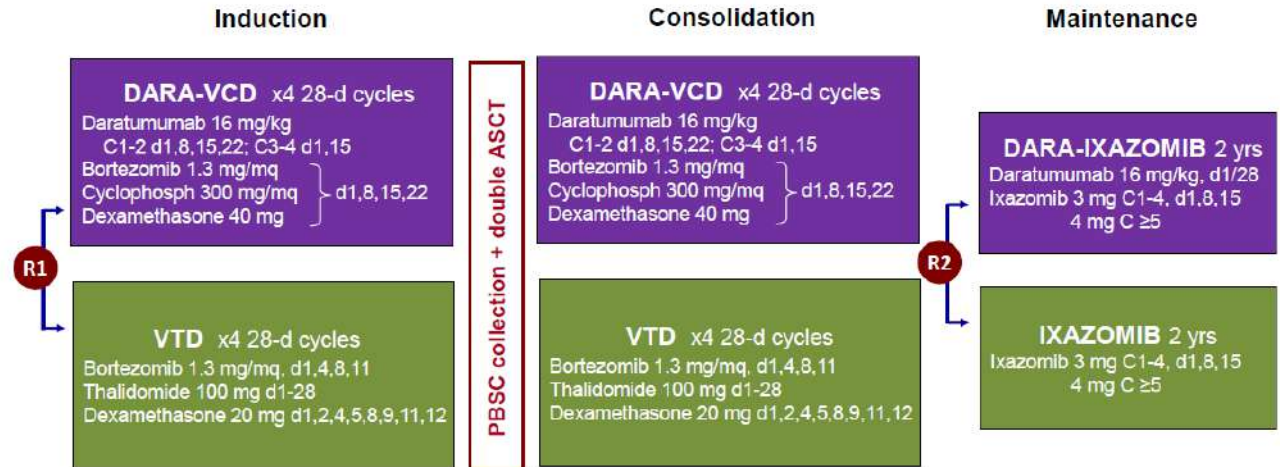 Induction
Consolidation
Maintenance
R1
DARA-VCD x4 28-d cycles
Daratumumab 16 mg/kg
C1-2 d1,8,15,22; C3-4 d1,15
Bortezomib 1.3 mg/mq
Cyclophosph 300 mg/mq
d1,8,15,22
Dexamethasone 40 mg
VTD x4 28-d cycles
Bortezomib 1.3 mg/mq, d1,4,8,11
Thalidomide 100 mg d1-28
Dexamethasone 20 mg d1,2,4,5,8,9,11,12
PBSC collection + double ASCT
DARA-VCD x4 28-d cycles
Daratumumab 16 mg/kg
C1-2 d1,8,15,22; C3-4 d1,15
Bortezomib 1.3 mg/mq
Cyclophosph 300 mg/mq
d1,8,15,22
Dexamethasone 40 mg
VTD x4 28-d cycles
Bortezomib 1.3 mg/mq, d1,4,8,11
Thalidomide 100 mg d1-28
Dexamethasone 20 mg d1,2,4,5,8,9,11,12
R2
DARA-IXAZOMIB 2 yrs
Daratumumab 16 mg/kg, d1/28
Ixazomib 3 mg C1-4, d1,8,15
4 mg C ≥5
IXAZOMIB 2 yrs
Ixazomib 3 mg C1-4, d1,8,15
4 mg C ≥5